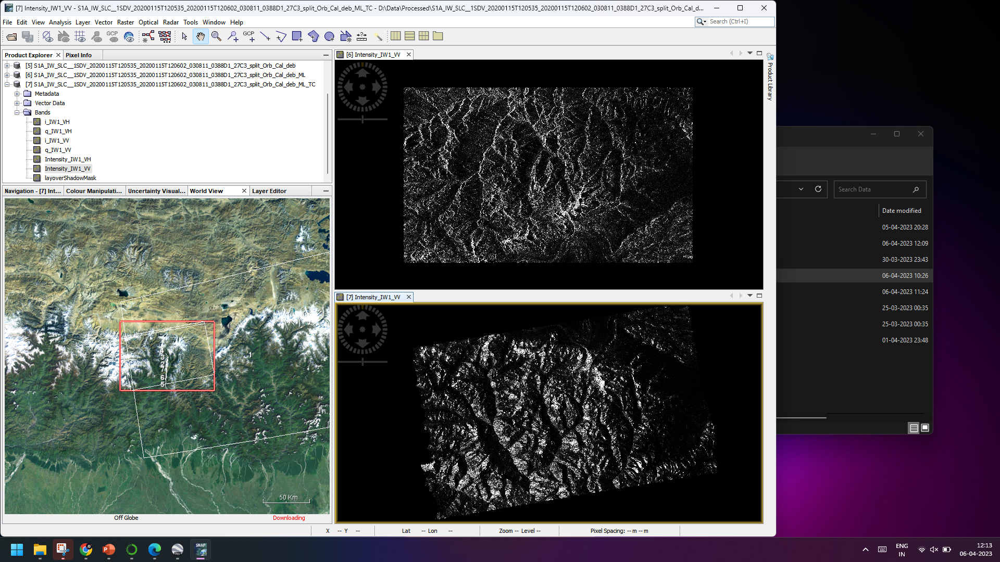 [7] Intensity_IW1_VV - S1A_IW_SLC__1SDV_20200115T120535_20200115T120602_030811_0388D1_27C3_split_Orb_Cal_deb_ML_TC - D:\Data\Processed\S1A_IW_SLC__1SDV_20200115T120535_20200115T120602_030811_0388D1_27C3_split_Orb_Cal_d...
File Edit View Analysis Layer Vector Raster Optical Radar Tools Window Help
Search (Ctrl+I)
GCP GCP
Product Explorer Pixel Info
[5] S1A_IW_SLC__1SDV_20200115T120535_20200115T120602_030811_0388D1_27C3_split_Orb_Cal_deb
[6] S1A_IW_SLC__1SDV_20200115T120535_20200115T120602_030811_0388D1_27C3_split_Orb_Cal_deb_ML
[7] S1A_IW_SLC__1SDV_20200115T120535_20200115T120602_030811_0388D1_27C3_split_Orb_Cal_deb_ML_TC
Metadata
Vector Data
Bands
i_IW1_VH
q_IW1_VH
i_IW1_VV
q_IW1_VV
Intensity_IW1_VH
Intensity_IW1_VV
layoverShadowMask
Navigation - [7] Int... Colour Manipulati... Uncertainty Visual... World View Layer Editor
1
2
7
6
5
50 Km
Off Globe
Downloading
[6] Intensity_IW1_VV
[7] Intensity_IW1_VV
Product Library
X -- Y -- Lat -- Lon -- Zoom -- Level -- Pixel Spacing: -- m -- m
Search Data
Date modified
05-04-2023 20:28
06-04-2023 12:09
30-03-2023 23:43
06-04-2023 10:26
06-04-2023 11:24
25-03-2023 00:35
25-03-2023 00:35
01-04-2023 23:48
SNAP
ENG
IN
12:13
06-04-2023